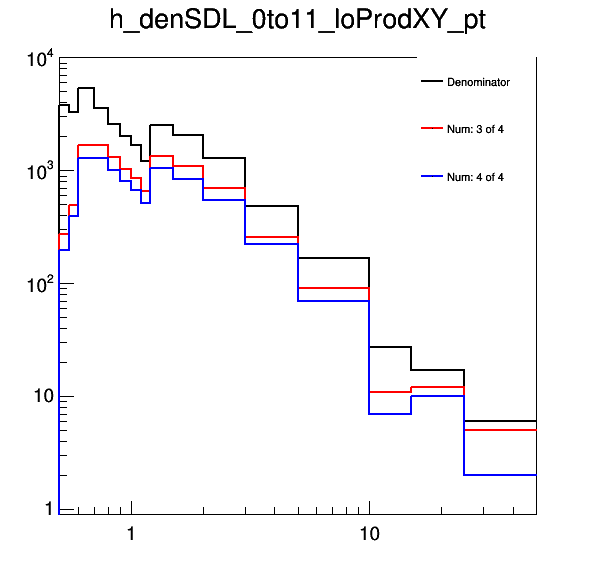 h_denSDL_0to11_loProdXY_pt
10^4
Denominator
Num: 3 of 4
10^3
Num: 4 of 4
10^2
10
1
1 10